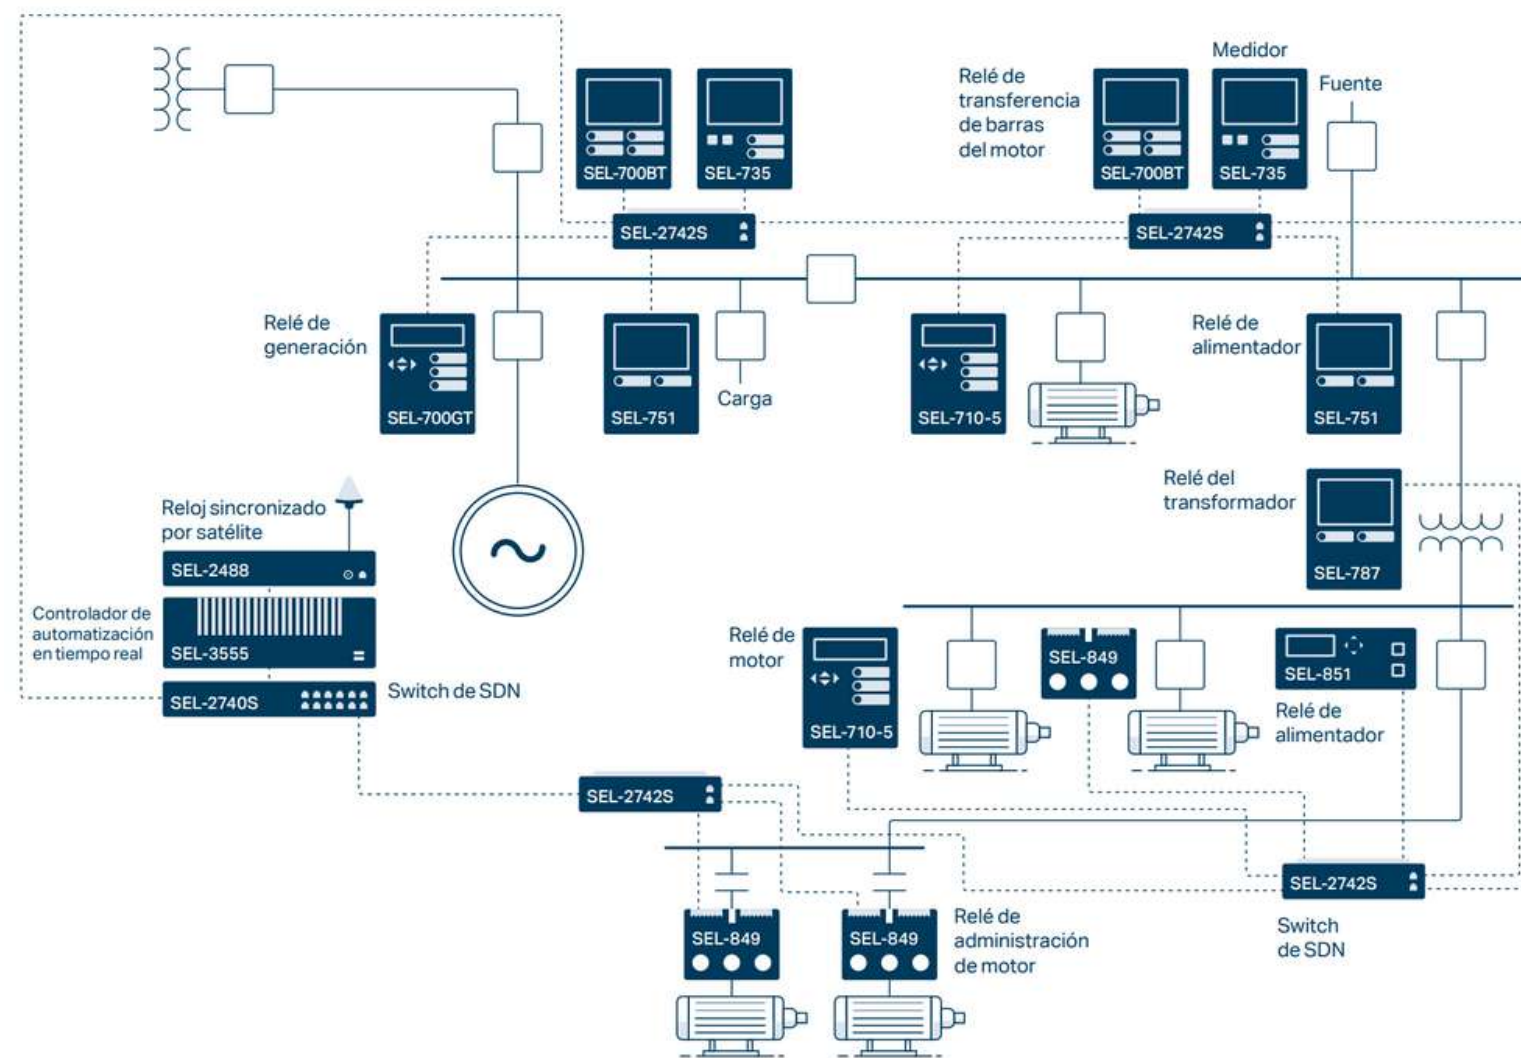 Medidor
Relé de
transferencia
de barras
del motor
Fuente
SEL-700BT
SEL-735
SEL-700BT
SEL-735
SEL-2742S
SEL-2742S
Relé de
generación
SEL-700GT
SEL-751
Carga
SEL-710-5
Relé de
alimentador
SEL-751
Reloj sincronizado
por satélite
SEL-2488
Controlador de
automatización
en tiempo real
SEL-3555
SEL-2740S
Switch de SDN
Relé del
transformador
SEL-787
Relé de
motor
SEL-710-5
SEL-849
SEL-851
Relé de
alimentador
SEL-2742S
SEL-2742S
Switch
de SDN
SEL-849
SEL-849
Relé de
administración
de motor